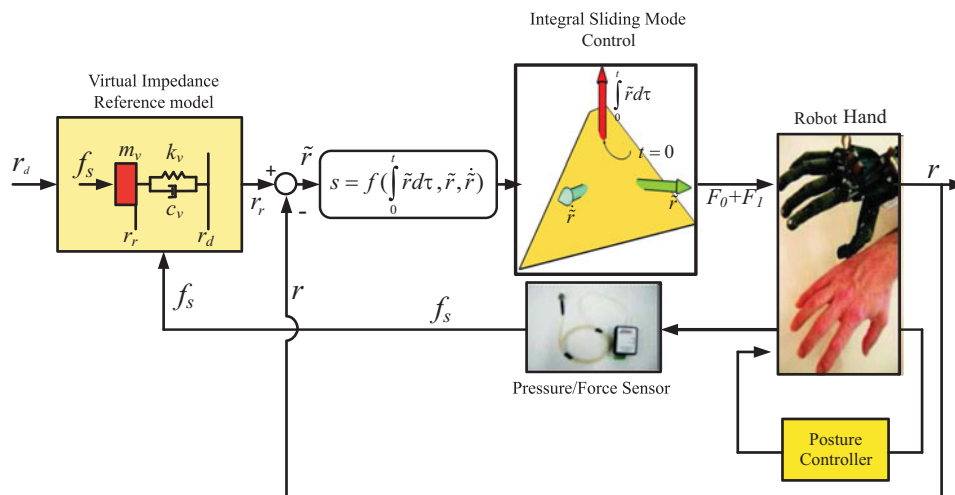 Integral Sliding Mode
Control
Virtual Impedance
Reference model
Robot Hand
r_d
f_s
m_v
k_v
c_v
r_r
r_d
+
-
r_r
r̃
s = f(∫₀ᵗ r̃dτ, r̃, r̃̇)
∫₀ᵗ r̃dτ
t = 0
r̃̇
r̃
F_0+F_1
r
f_s
r
f_s
Pressure/Force Sensor
Posture
Controller